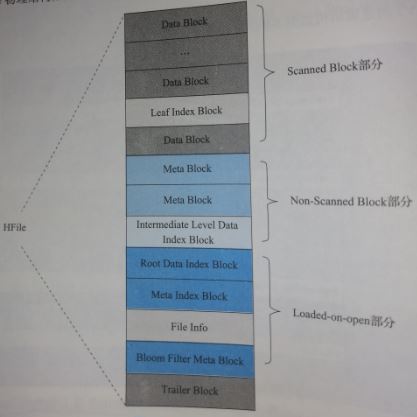 Data Block
...
Data Block
Leaf Index Block
Data Block
Scanned Block部分
Meta Block
Meta Block
Intermediate Level Data
Index Block
Non-Scanned Block部分
HFile
Root Data Index Block
Meta Index Block
File Info
Bloom Filter Meta Block
Loaded-on-open部分
Trailer Block